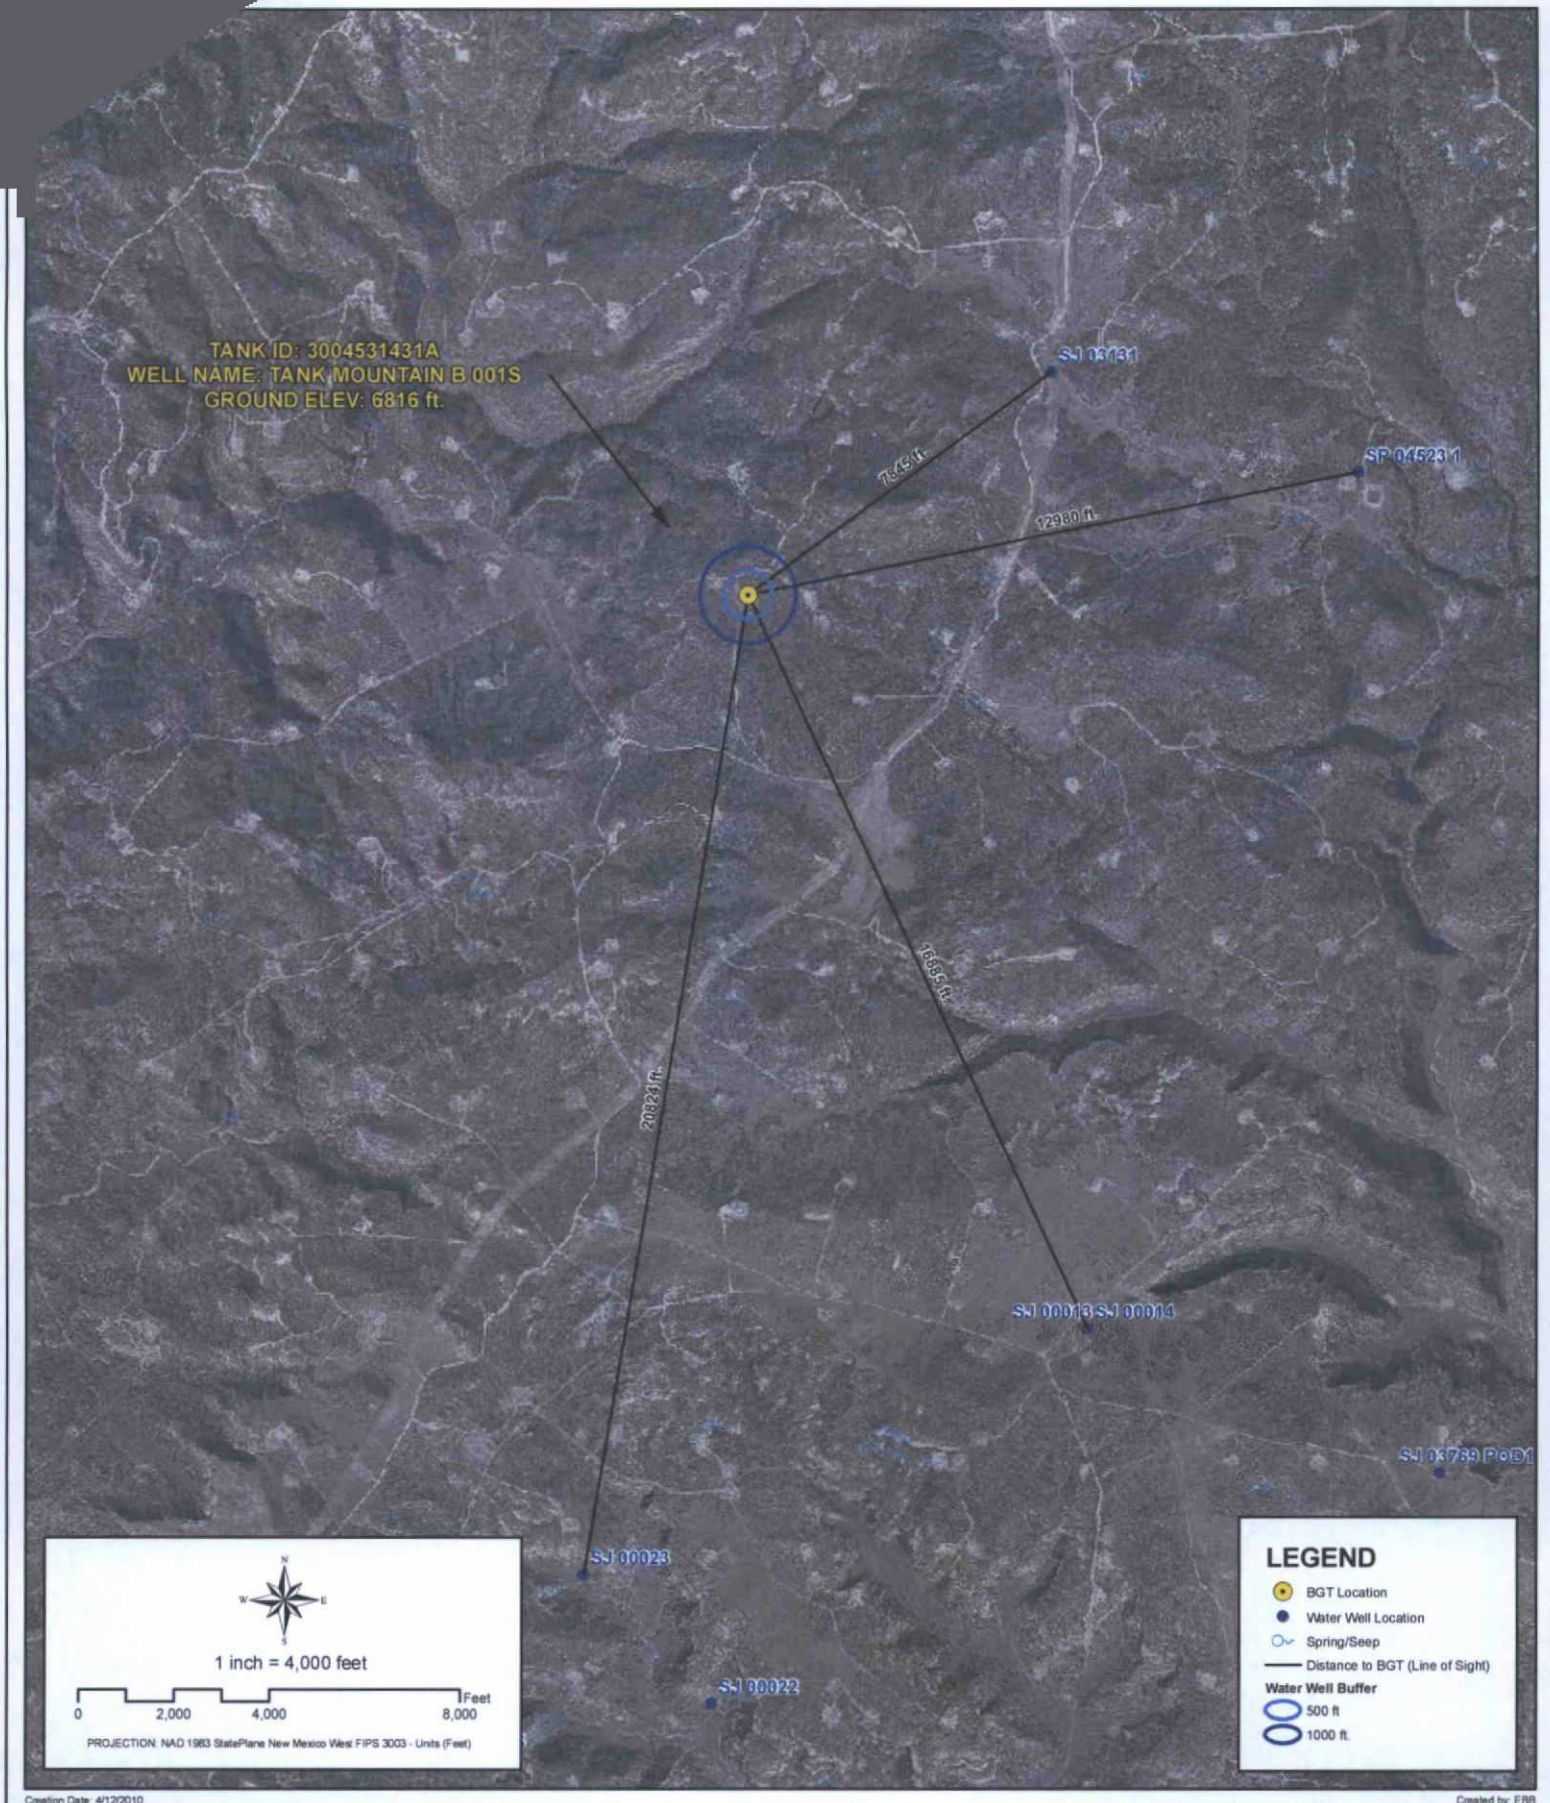 TANK ID: 3004531431A
WELL NAME: TANK MOUNTAIN B 001S
GROUND ELEV: 6816 ft.
SJ 03131
7845 ft.
SP 04523 1
12980 ft.
16885 ft.
20824 ft.
SJ 00013 SJ 00014
SJ 03769 POD1
SJ 00023
SJ 00022
N
W E
S
1 inch = 4,000 feet
Feet
0 2,000 4,000 8,000
PROJECTION: NAD 1983 StatePlane New Mexico West FIPS 3003 - Units (Feet)
LEGEND
BGT Location
Water Well Location
Spring/Seep
Distance to BGT (Line of Sight)
Water Well Buffer
500 ft
1000 ft.
Creation Date: 4/12/2010
Created by: EBB